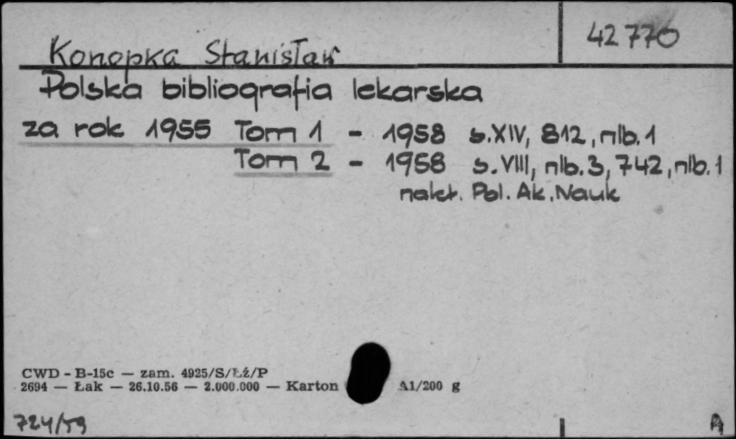 42770
Konopka Stanisław
Polska bibliografia lekarska
za rok 1955 Tom 1 - 1958 s.XIV, 812, nlb. 1
Tom 2 - 1958 s. VIII, nlb. 3, 742, nlb. 1
nakł. Pol. Ak. Nauk
CWD - B-15c — zam. 4925/S/Łź/P
2694 — Łak — 26.10.56 — 2.000.000 — Karton A1/200 g
724/59
A